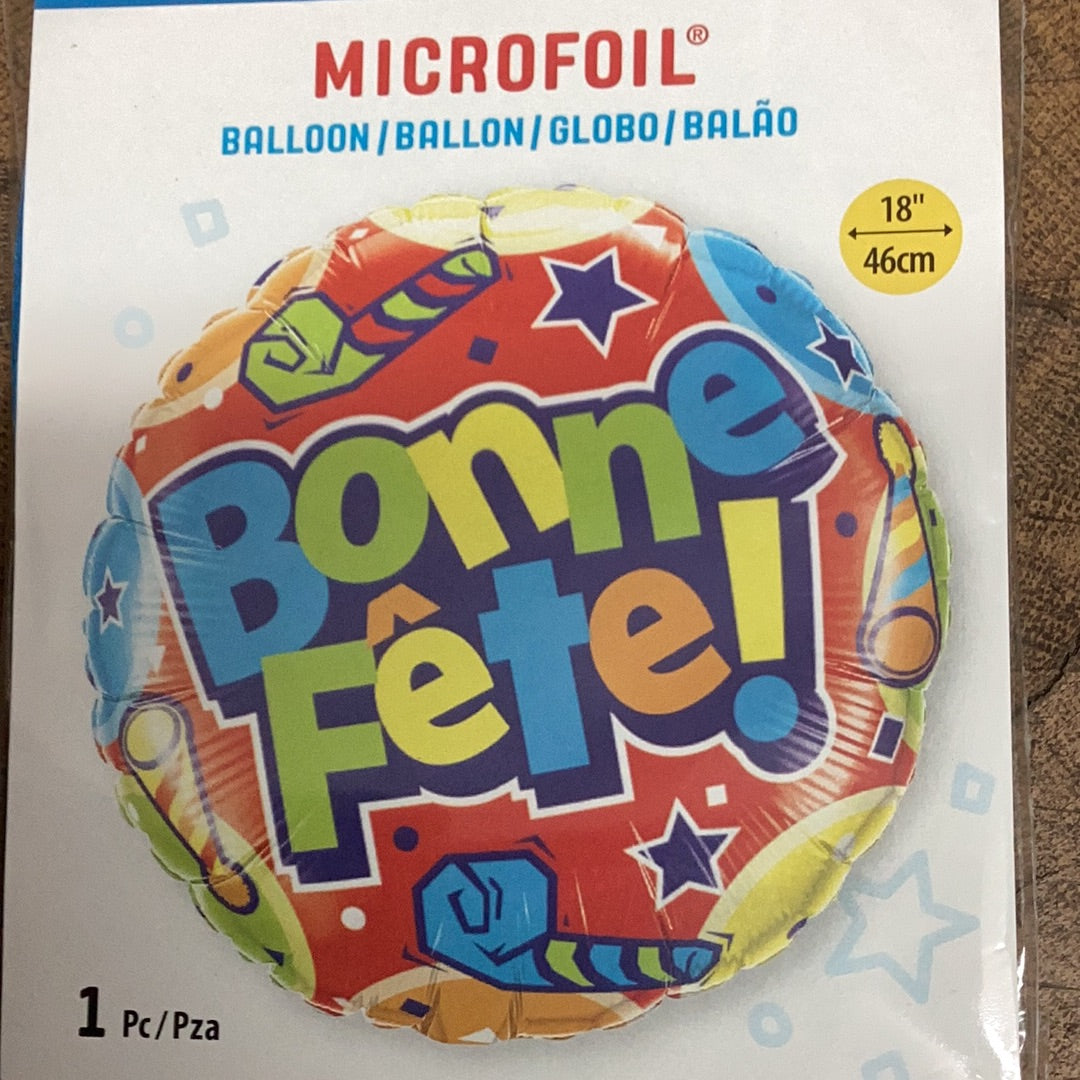 MICROFOIL®
BALLOON/BALLON/GLOBO/BALÃO
18"
46cm
Bonne
Fête!
1 Pc/Pza